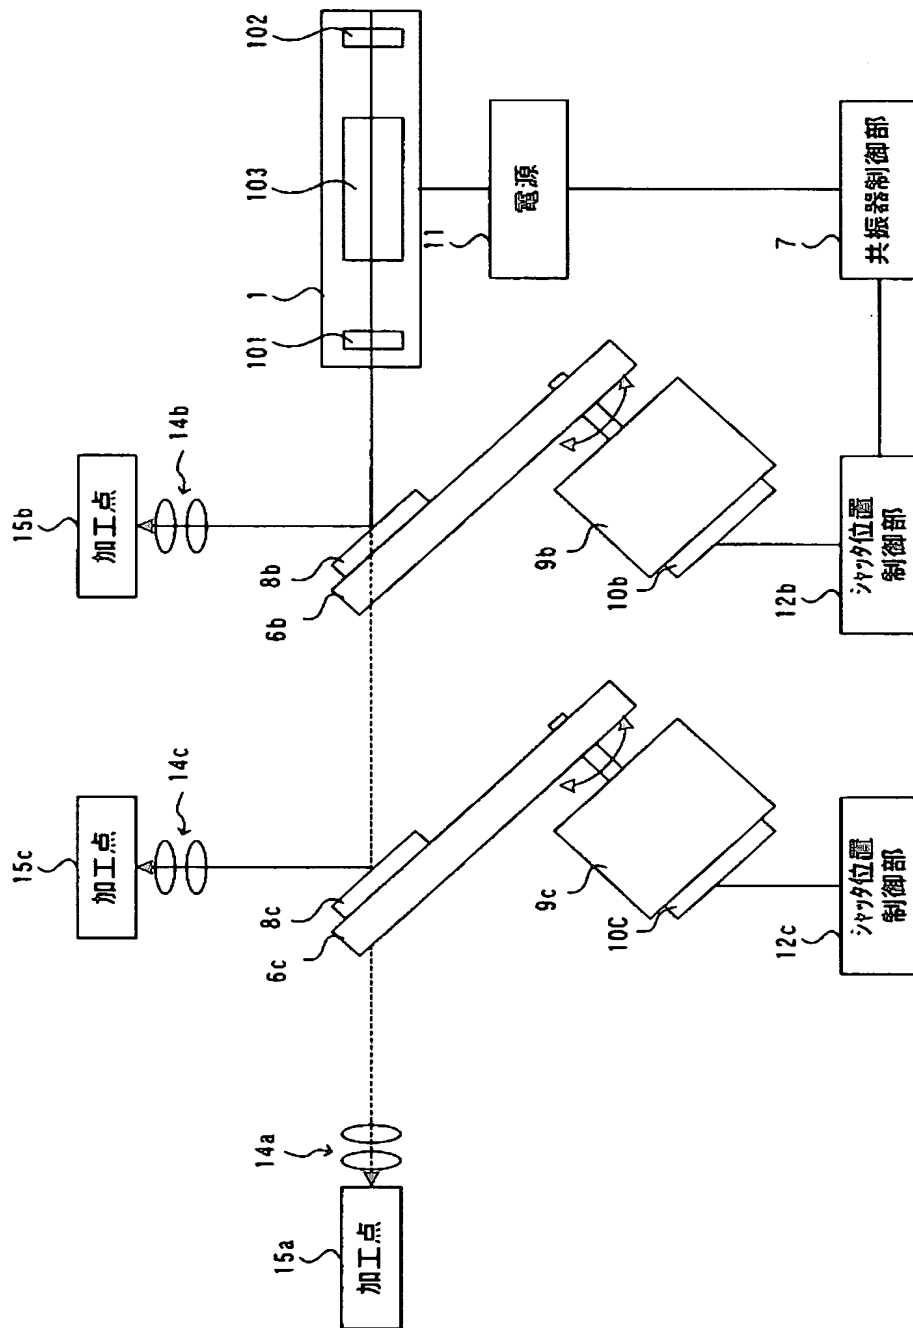 15b
加工点
14b
15c
加工点
14c
15a
加工点
14a
1
101
103
102
11
電源
7
共振器制御部
8b
6b
9b
10b
12b
シャッタ位置
制御部
8c
6c
9c
10C
12c
シャッタ位置
制御部